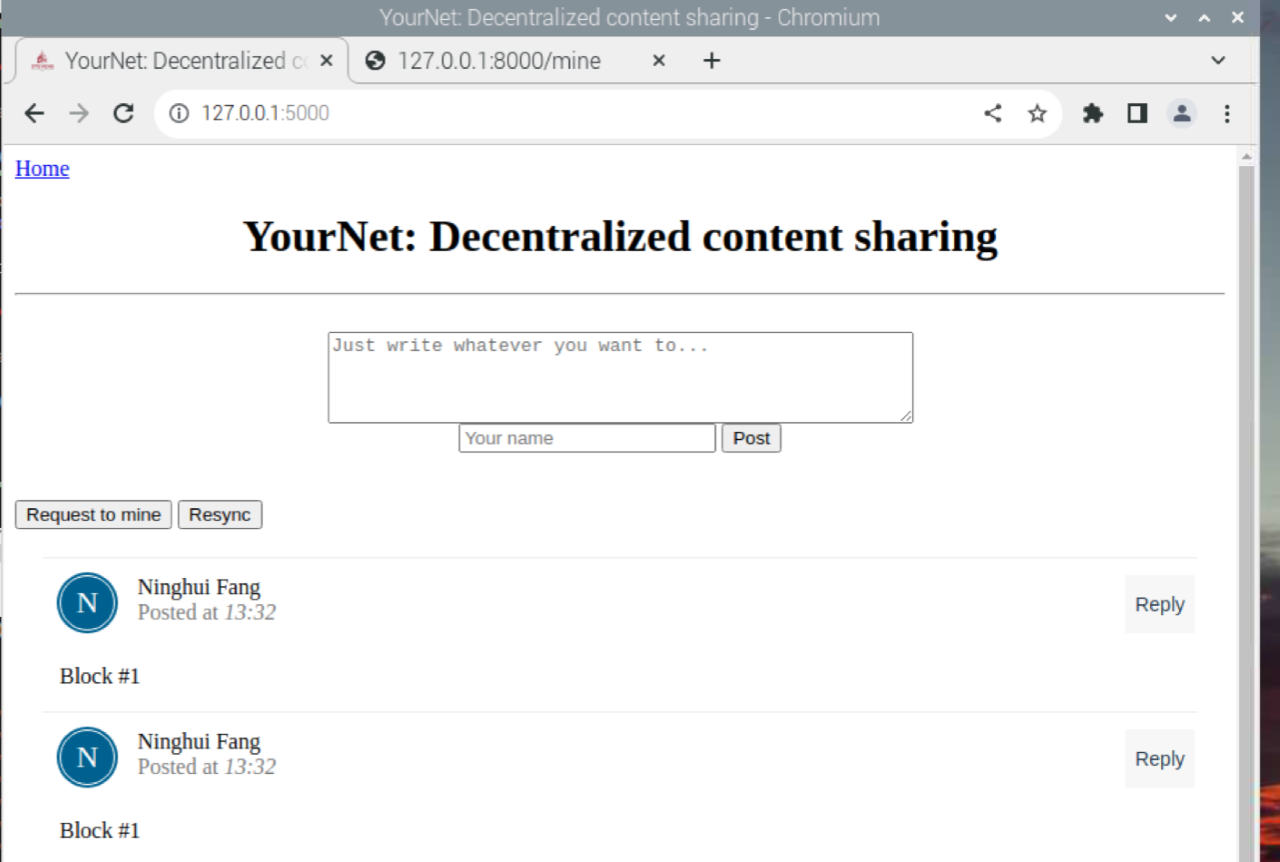 YourNet: Decentralized content sharing - Chromium
YourNet: Decentralized cc
127.0.0.1:8000/mine
127.0.0.1:5000
Home
YourNet: Decentralized content sharing
Just write whatever you want to...
Your name
Post
Request to mine
Resync
N
Ninghui Fang
Posted at 13:32
Reply
Block #1
N
Ninghui Fang
Posted at 13:32
Reply
Block #1